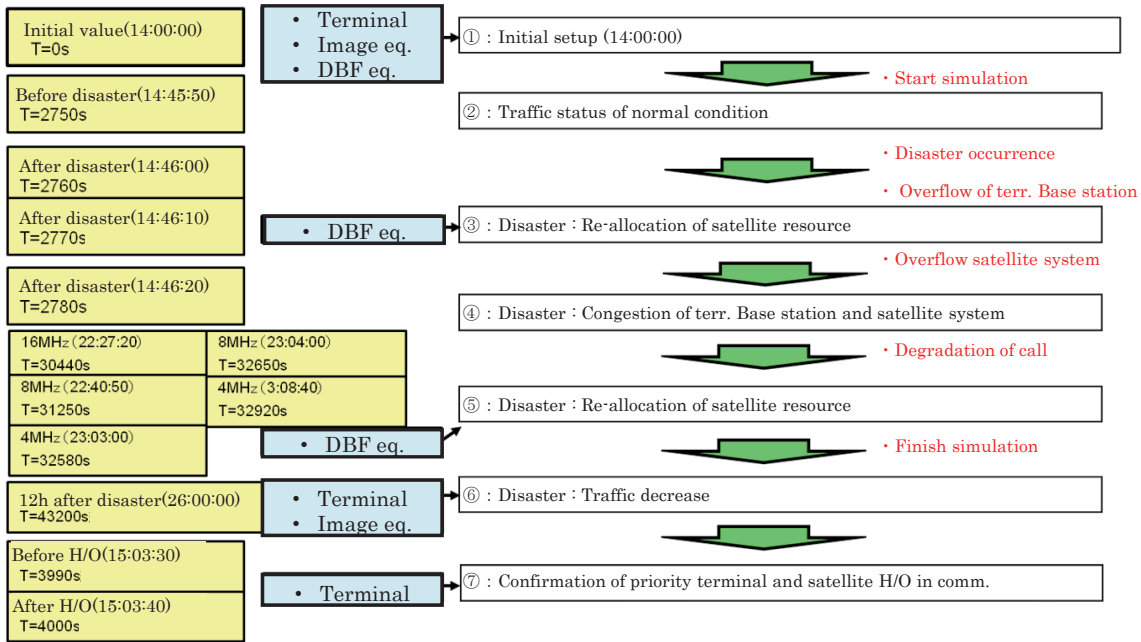 Initial value(14:00:00)
T=0s
• Terminal
• Image eq.
• DBF eq.
①：Initial setup (14:00:00)
・Start simulation
Before disaster(14:45:50)
T=2750s
②：Traffic status of normal condition
・Disaster occurrence
・ Overflow of terr. Base station
After disaster(14:46:00)
T=2760s
After disaster(14:46:10)
T=2770s
• DBF eq.
③：Disaster：Re-allocation of satellite resource
・Overflow satellite system
After disaster(14:46:20)
T=2780s
④：Disaster：Congestion of terr. Base station and satellite system
・Degradation of call
16MHz(22:27:20)
T=30440s
8MHz(23:04:00)
T=32650s
8MHz(22:40:50)
T=31250s
4MHz(3:08:40)
T=32920s
4MHz(23:03:00)
T=32580s
• DBF eq.
⑤：Disaster：Re-allocation of satellite resource
・Finish simulation
12h after disaster(26:00:00)
T=43200s
• Terminal
• Image eq.
⑥：Disaster：Traffic decrease
Before H/O(15:03:30)
T=3990s
After H/O(15:03:40)
T=4000s
• Terminal
⑦：Confirmation of priority terminal and satellite H/O in comm.